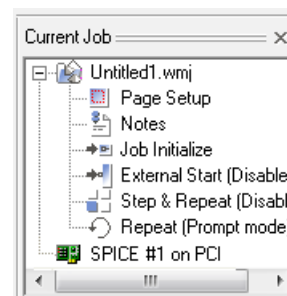 Current Job
Untitled1.wmj
Page Setup
Notes
Job Initialize
External Start (Disable
Step & Repeat (Disabl
Repeat (Prompt mode
SPICE #1 on PCI